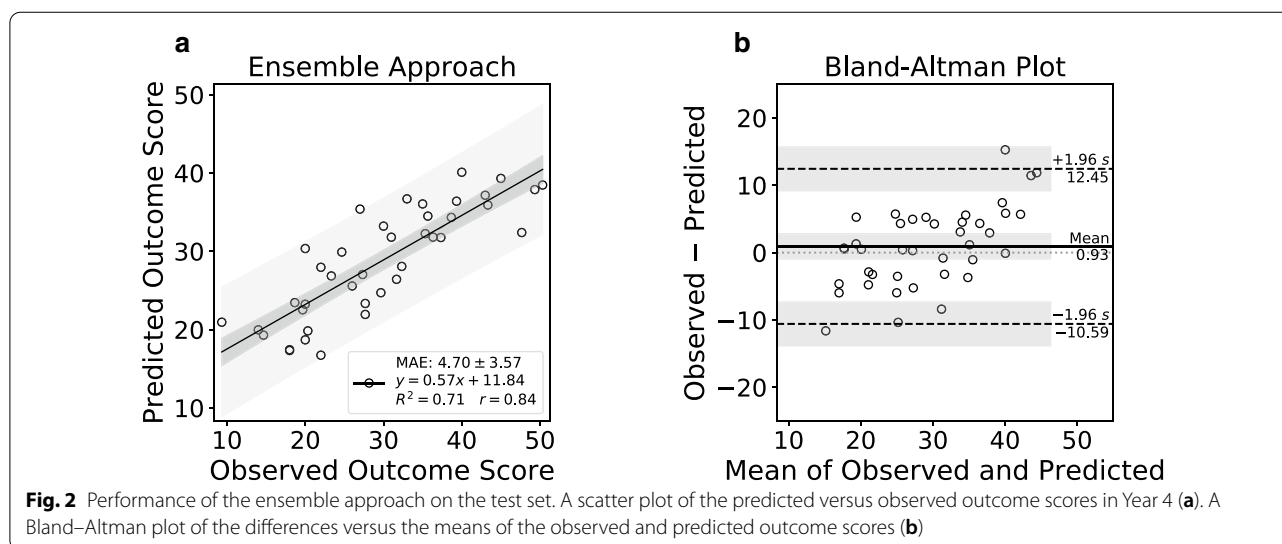 a
Ensemble Approach
Predicted Outcome Score
50
40
30
20
10
MAE: 4.70 ± 3.57
y = 0.57x + 11.84
R² = 0.71 r = 0.84
10 20 30 40 50
Observed Outcome Score
b
Bland-Altman Plot
Observed − Predicted
20
10
0
−10
−20
+1.96 s
12.45
Mean
0.93
−1.96 s
−10.59
10 20 30 40 50
Mean of Observed and Predicted
Fig. 2 Performance of the ensemble approach on the test set. A scatter plot of the predicted versus observed outcome scores in Year 4 (a). A
Bland–Altman plot of the differences versus the means of the observed and predicted outcome scores (b)